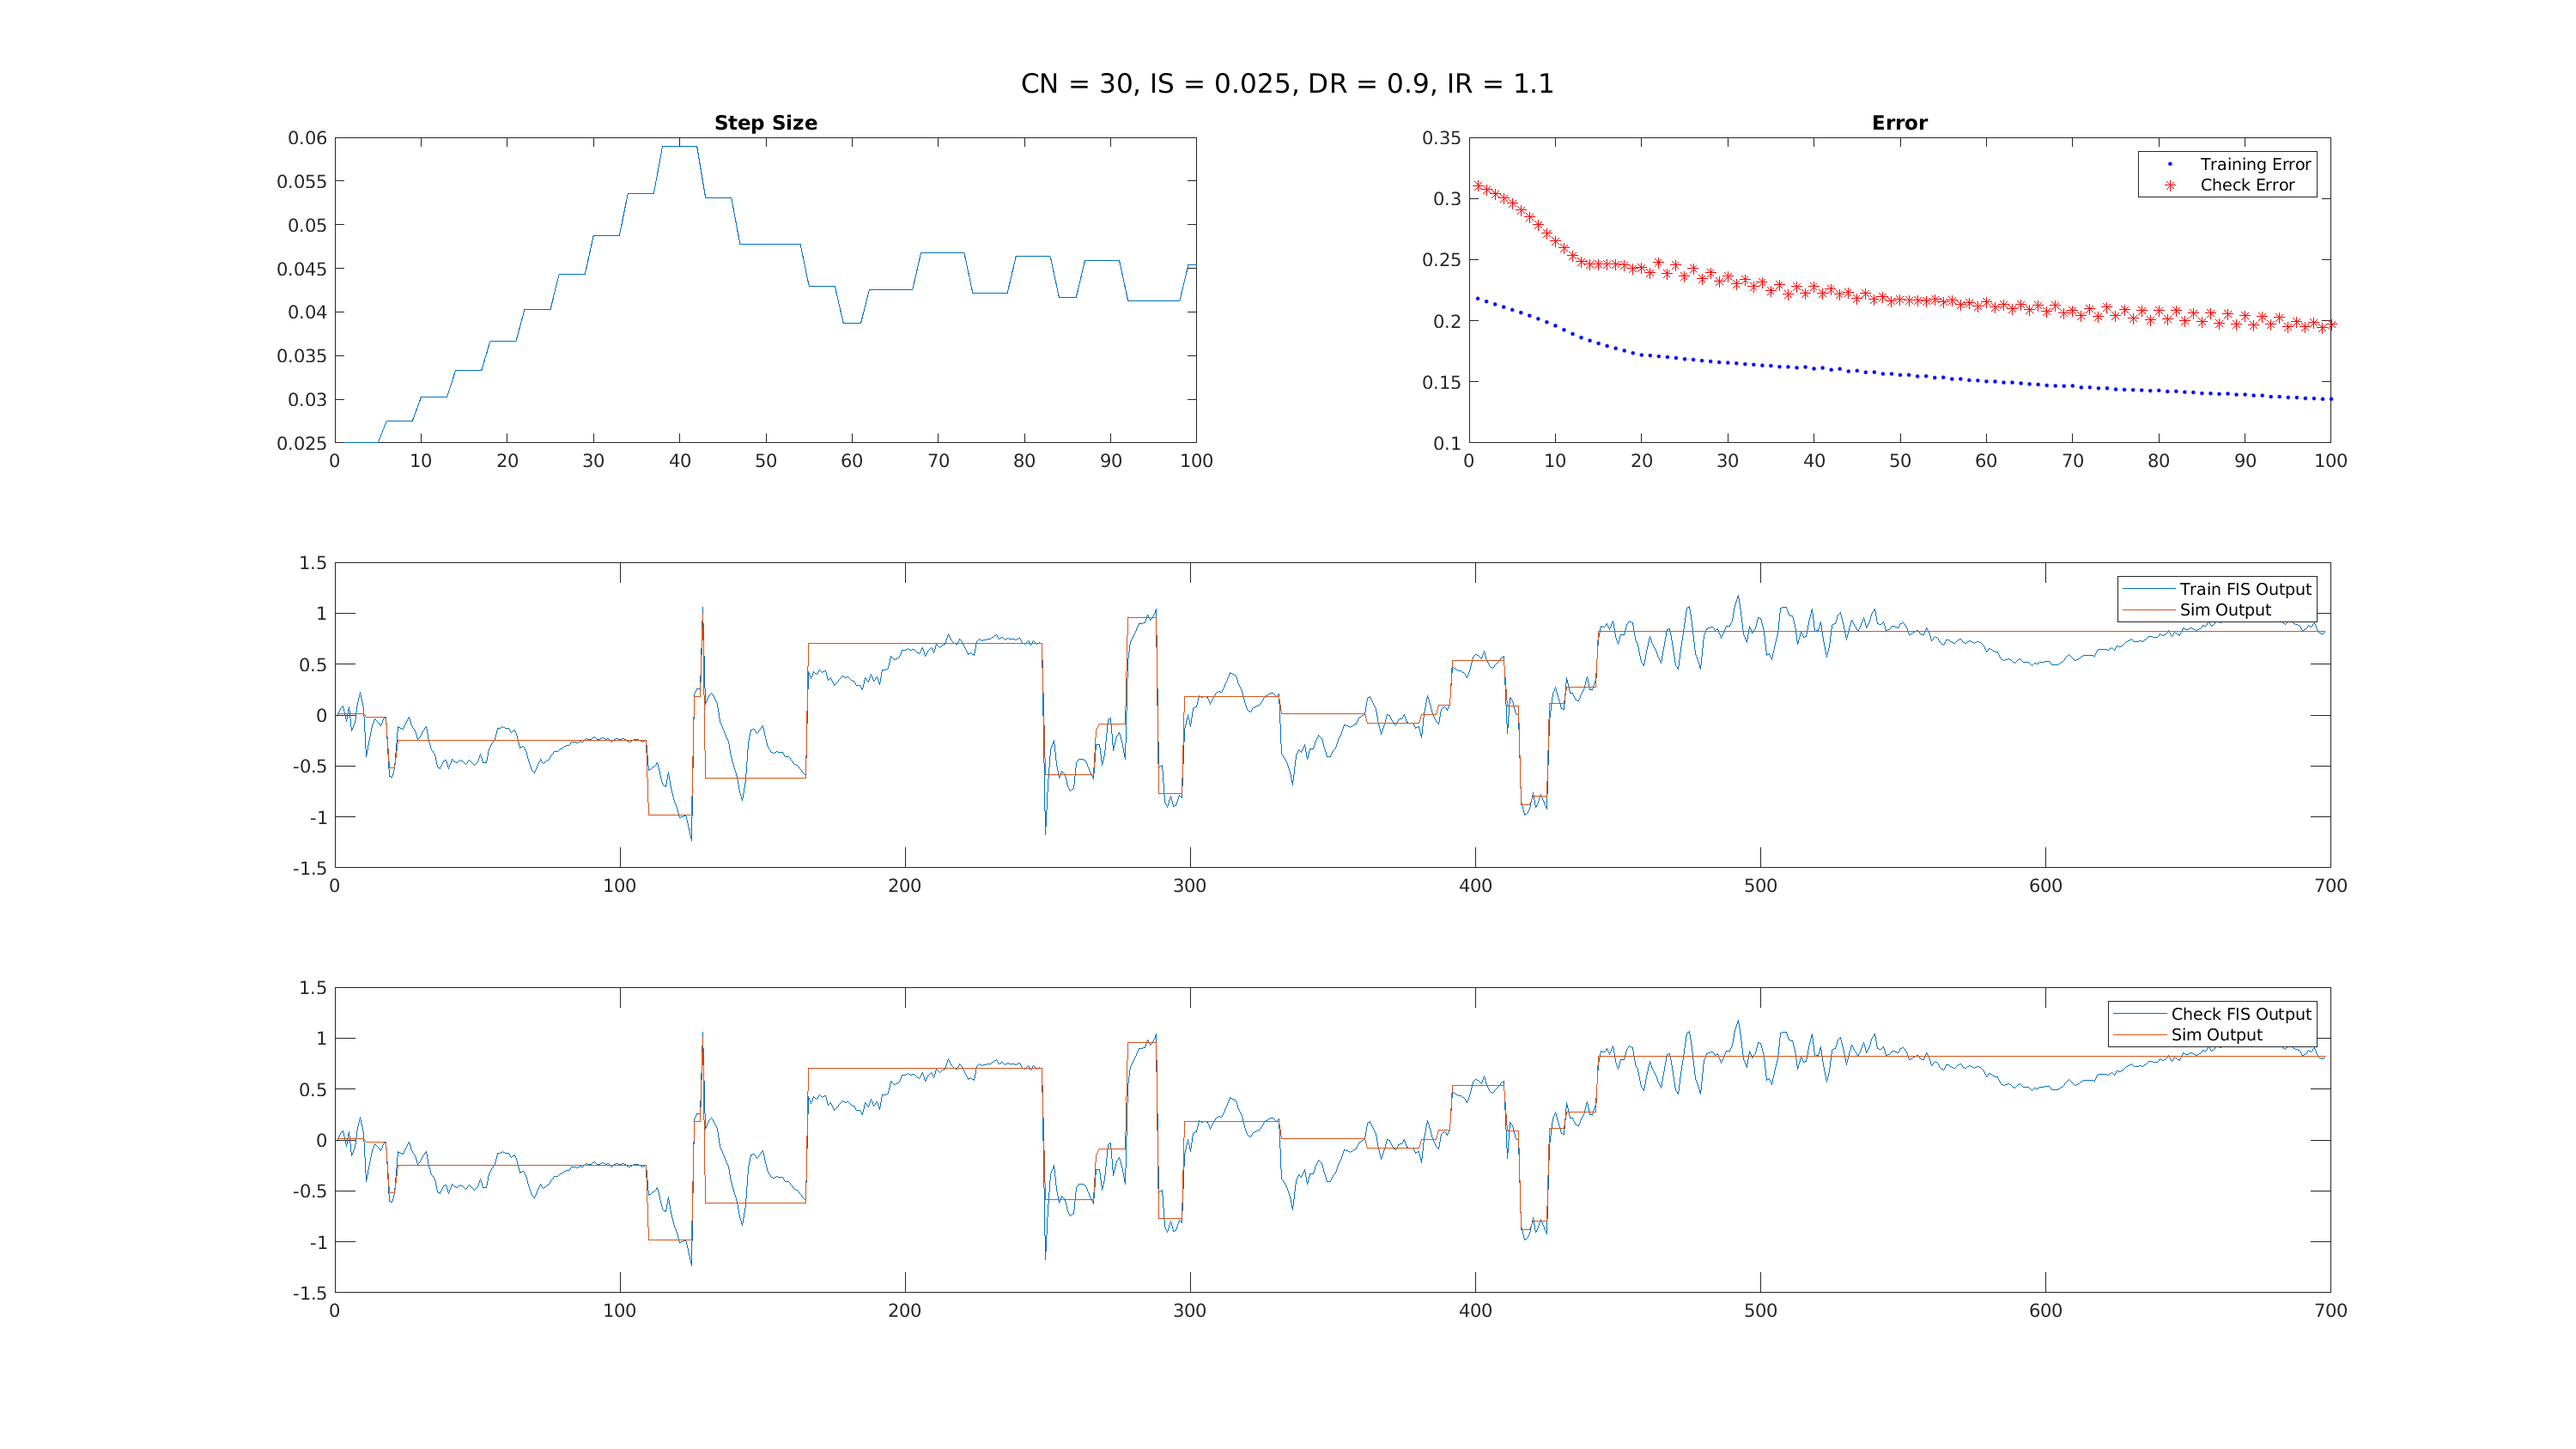 CN = 30, IS = 0.025, DR = 0.9, IR = 1.1
Step Size
0.06
0.055
0.05
0.045
0.04
0.035
0.03
0.025
0 10 20 30 40 50 60 70 80 90 100
Error
0.35
0.3
0.25
0.2
0.15
0.1
0 10 20 30 40 50 60 70 80 90 100
Training Error
Check Error
1.5
1
0.5
0
-0.5
-1
-1.5
0 100 200 300 400 500 600 700
Train FIS Output
Sim Output
1.5
1
0.5
0
-0.5
-1
-1.5
0 100 200 300 400 500 600 700
Check FIS Output
Sim Output